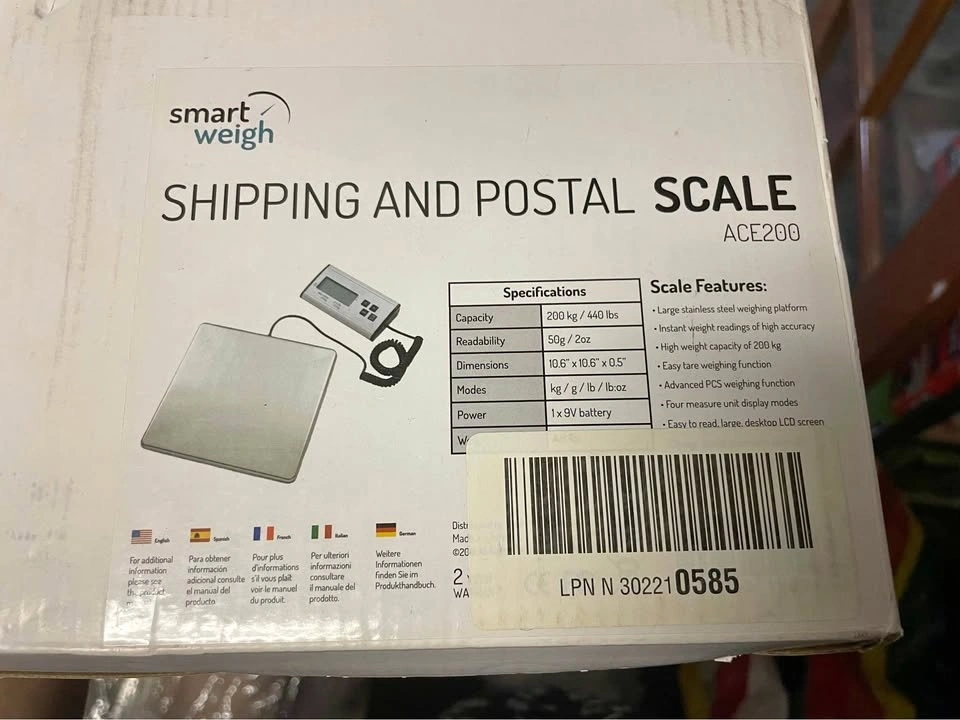 smart
weigh
SHIPPING AND POSTAL SCALE
ACE200
Specifications
Capacity 200 kg / 440 lbs
Readability 50g / 2oz
Dimensions 10.6" x 10.6" x 0.5"
Modes kg / g / lb / lb:oz
Power 1 x 9V battery
Scale Features:
• Large stainless steel weighing platform
• Instant weight readings of high accuracy
• High weight capacity of 200 kg
• Easy tare weighing function
• Advanced PCS weighing function
• Four measure unit display modes
• Easy to read, large, desktop LCD screen
English
For additional
information
please see
the product
Spanish
Para obtener
información
adicional consulte
el manual del
producto.
French
Pour plus
d'informations
s'il vous plaît
voir le manuel
du produit.
Italian
Per ulteriori
informazioni
consultare
il manuale del
prodotto.
German
Weitere
Informationen
finden Sie im
Produkthandbuch.
©20
2
WA
LPN N 302210585